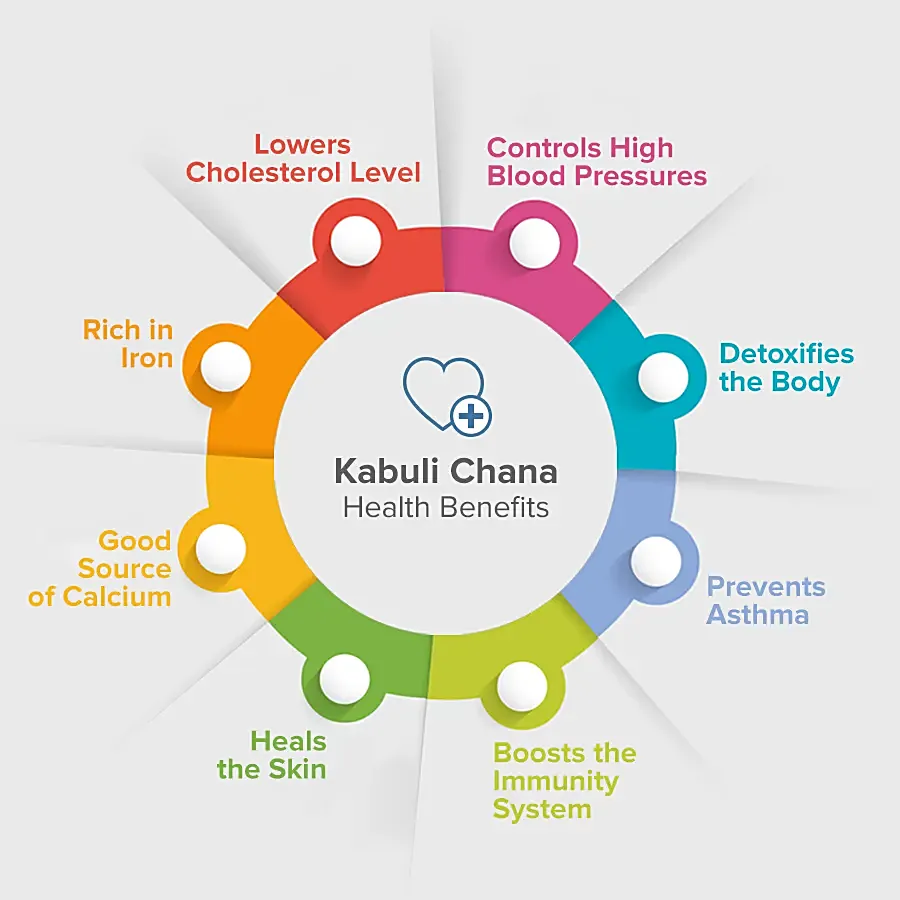 Lowers
Cholesterol Level
Controls High
Blood Pressures
Rich in
Iron
Detoxifies
the Body
Kabuli Chana
Health Benefits
Good
Source
of Calcium
Prevents
Asthma
Heals
the Skin
Boosts the
Immunity
System